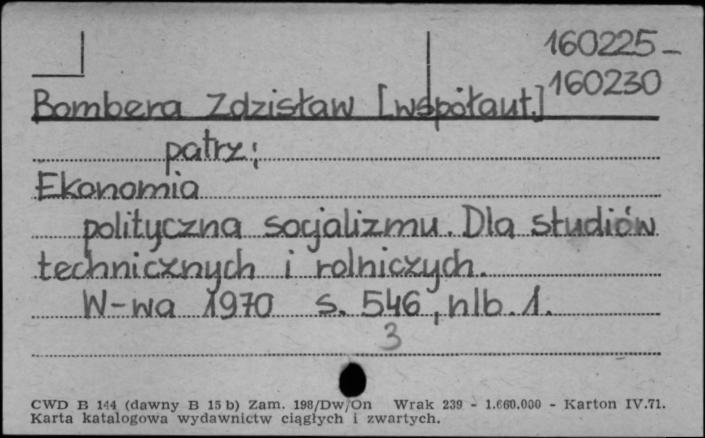 160225-
160230
Bombera Zdzisław [współaut.]
patrz:
Ekonomia
polityczna socjalizmu. Dla studiów
technicznych i rolniczych.
W-wa 1970 s. 546, nlb. 1.
3
CWD B 144 (dawny B 15 b) Zam. 198/Dw/On Wrak 239 - 1.660.000 - Karton IV.71.
Karta katalogowa wydawnictw ciągłych i zwartych.